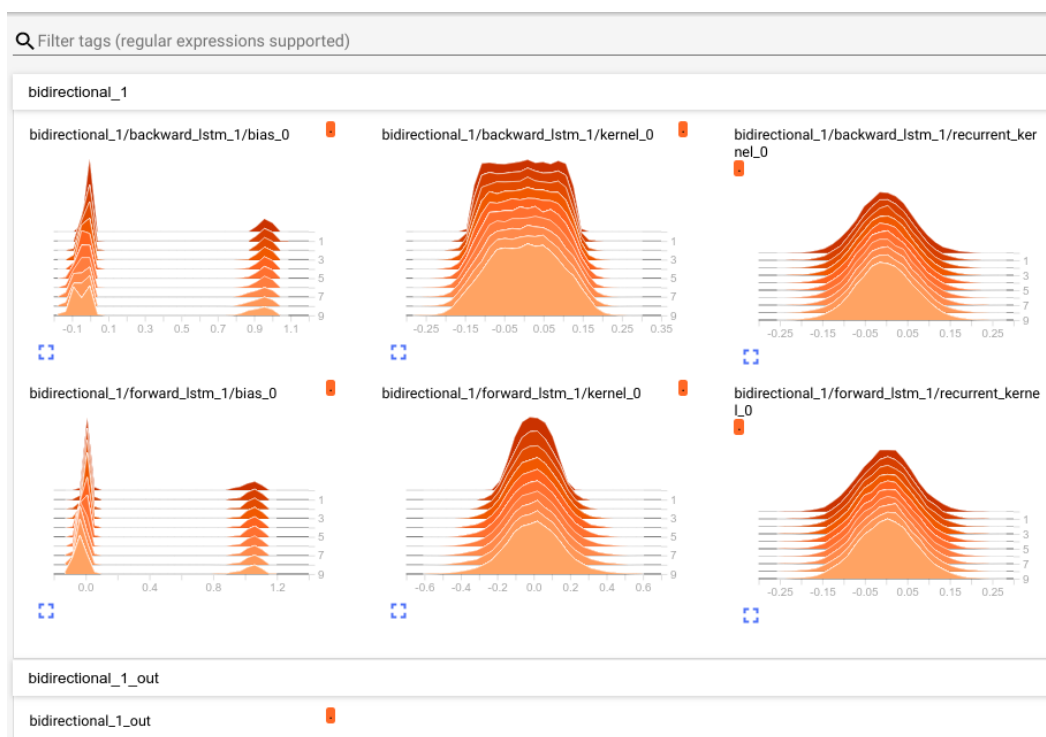 Filter tags (regular expressions supported)
bidirectional_1
bidirectional_1/backward_lstm_1/bias_0
.
1
3
5
7
9
-0.1 0.1 0.3 0.5 0.7 0.9 1.1
bidirectional_1/backward_lstm_1/kernel_0
.
1
3
5
7
9
-0.25 -0.15 -0.05 0.05 0.15 0.25 0.35
bidirectional_1/backward_lstm_1/recurrent_ker
nel_0
.
1
3
5
7
9
-0.25 -0.15 -0.05 0.05 0.15 0.25
bidirectional_1/forward_lstm_1/bias_0
.
1
3
5
7
9
0.0 0.4 0.8 1.2
bidirectional_1/forward_lstm_1/kernel_0
.
1
3
5
7
9
-0.6 -0.4 -0.2 0.0 0.2 0.4 0.6
bidirectional_1/forward_lstm_1/recurrent_kerne
l_0
.
1
3
5
7
9
-0.25 -0.15 -0.05 0.05 0.15 0.25
bidirectional_1_out
bidirectional_1_out
.